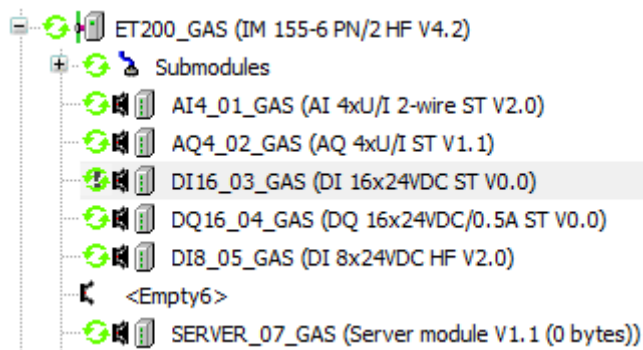 ET200_GAS (IM 155-6 PN/2 HF V4.2)
Submodules
AI4_01_GAS (AI 4xU/I 2-wire ST V2.0)
AQ4_02_GAS (AQ 4xU/I ST V1.1)
DI16_03_GAS (DI 16x24VDC ST V0.0)
DQ16_04_GAS (DQ 16x24VDC/0.5A ST V0.0)
DI8_05_GAS (DI 8x24VDC HF V2.0)
<Empty6>
SERVER_07_GAS (Server module V1.1 (0 bytes))